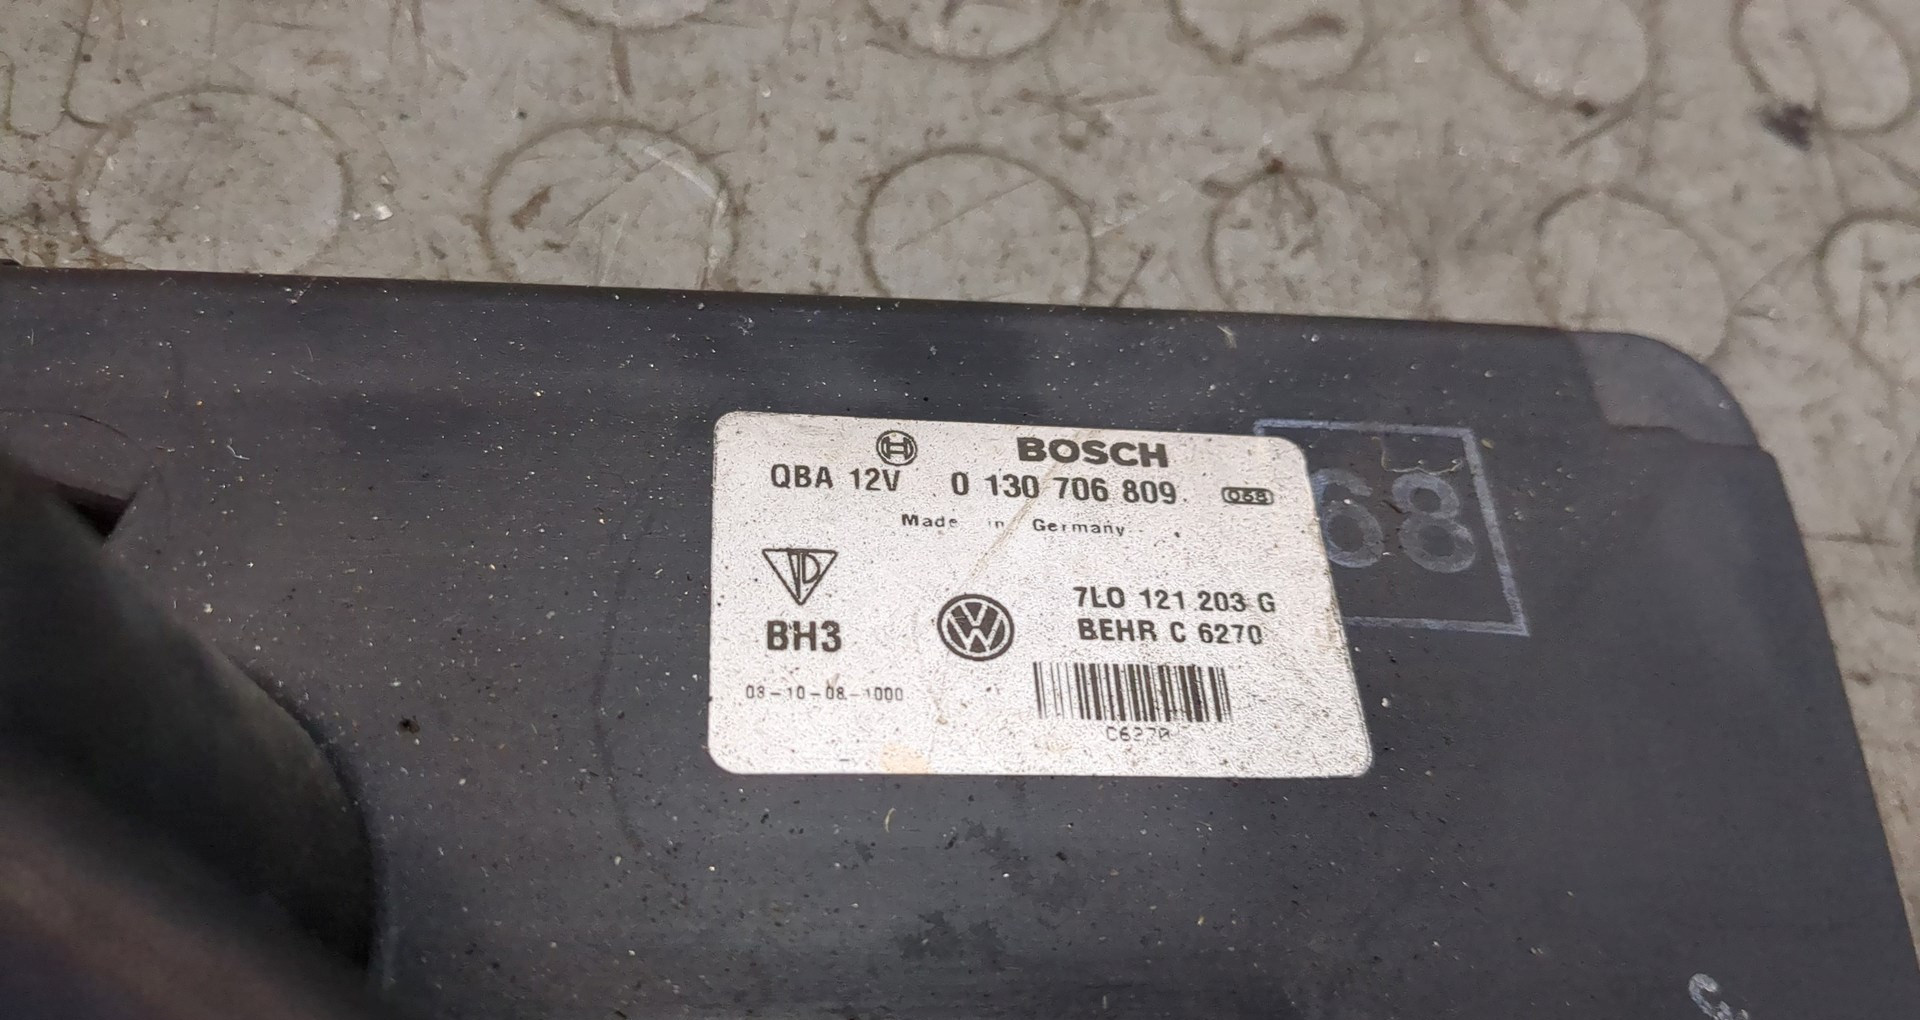 BOSCH
QBA 12V 0 130 706 809
Made in Germany
7L0 121 203 G
BH3
BEHR C 6270
08-10-08-1000
C6270
68